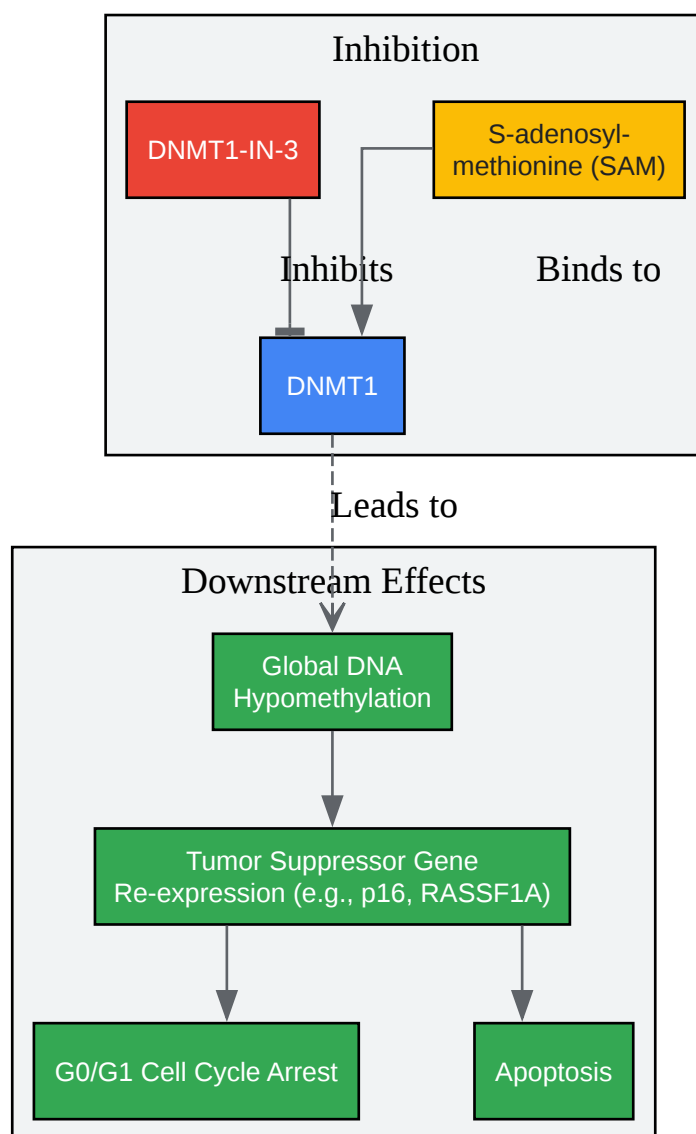 Inhibition
DNMT1-IN-3
S-adenosyl-
methionine (SAM)
Inhibits
Binds to
DNMT1
Leads to
Downstream Effects
Global DNA
Hypomethylation
Tumor Suppressor Gene
Re-expression (e.g., p16, RASSF1A)
G0/G1 Cell Cycle Arrest
Apoptosis